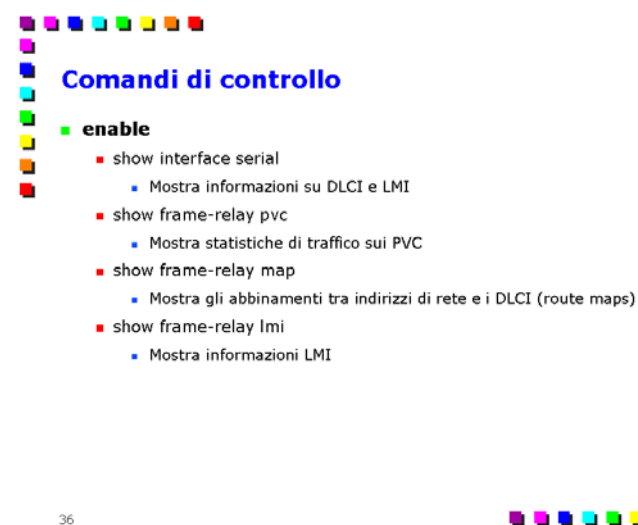 Comandi di controllo
enable
show interface serial
Mostra informazioni su DLCI e LMI
show frame-relay pvc
Mostra statistiche di traffico sui PVC
show frame-relay map
Mostra gli abbinamenti tra indirizzi di rete e i DLCI (route maps)
show frame-relay lmi
Mostra informazioni LMI
36